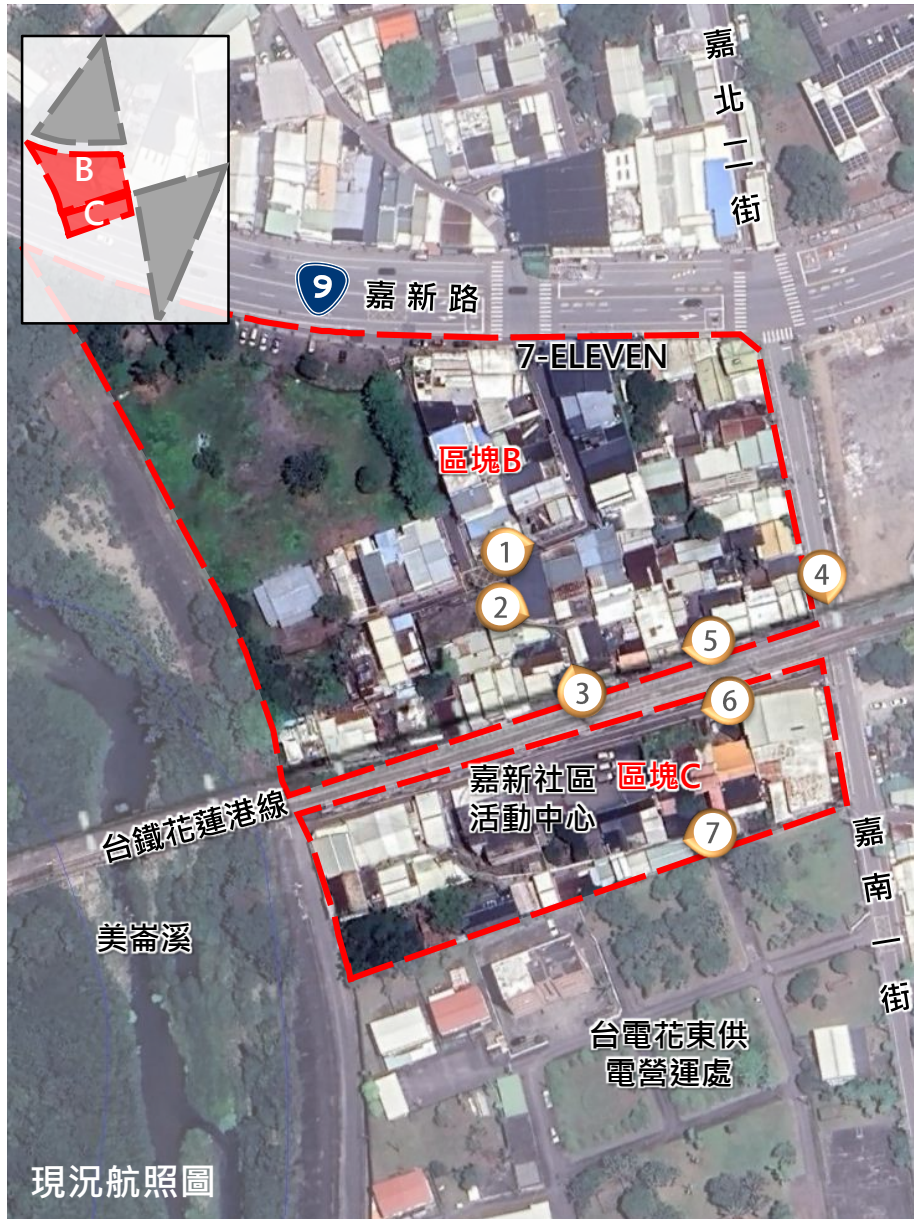 B
C
嘉北二街
9
嘉新路
7-ELEVEN
區塊B
1
2
3
4
5
6
7
嘉新社區
活動中心
區塊C
台鐵花蓮港線
美崙溪
嘉南一街
台電花東供
電營運處
現況航照圖